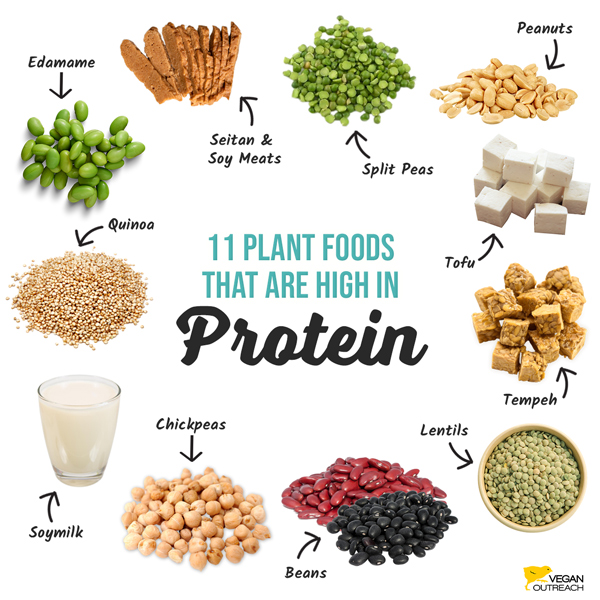 11 PLANT FOODS
THAT ARE HIGH IN
Protein
Edamame
Seitan &
Soy Meats
Split Peas
Peanuts
Quinoa
Tofu
Tempeh
Chickpeas
Lentils
Soymilk
Beans
VEGAN
OUTREACH